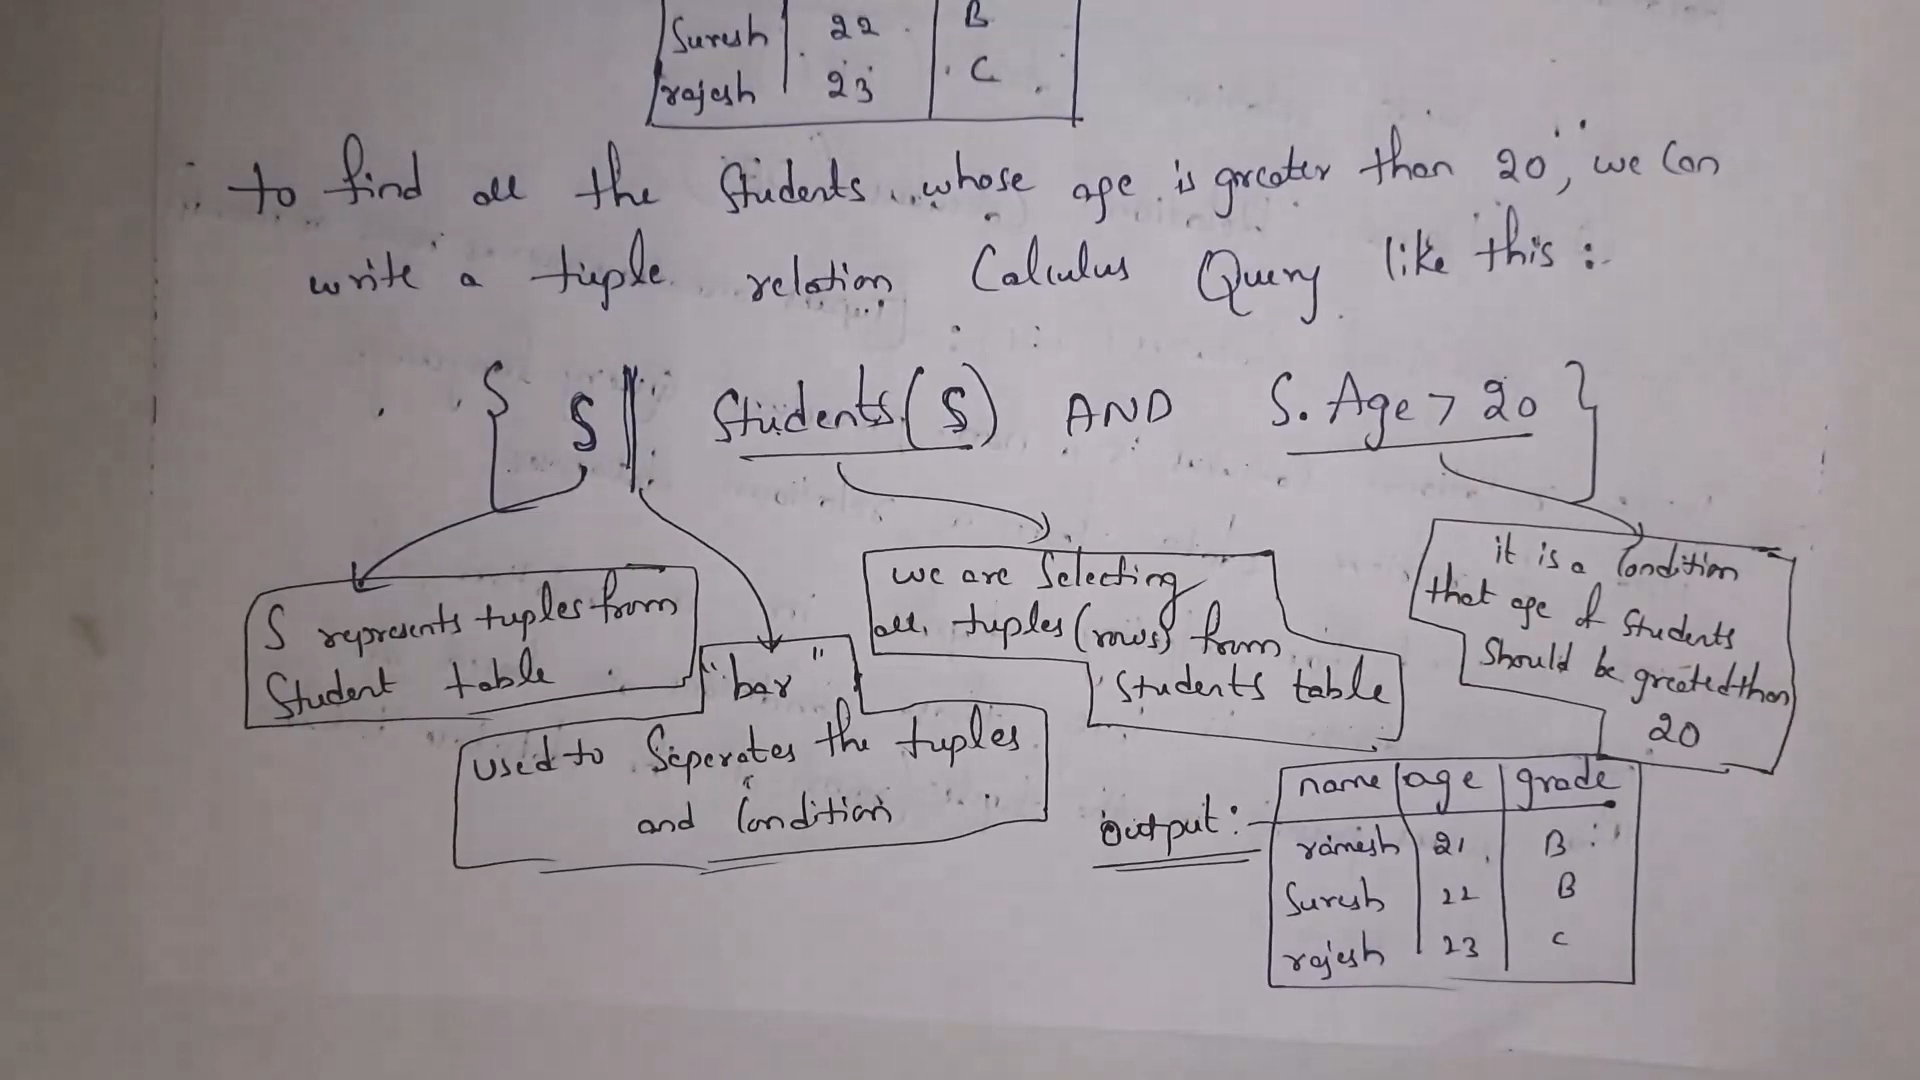 Suresh 22 B
rajesh 23 C
to find all the Students whose age is greater than 20, we can
write a tuple relation Calculus Query like this :
{ S | Students(S) AND S. Age > 20 }
S represents tuples from
Student table
"bar"
used to Seperates the tuples
and Condition
we are Selecting
all tuples (rows) from
Students table
it is a Condition
that age of Students
Should be greatedthan
20
output :-
name age grade
ramesh 21 B
Suresh 22 B
rajesh 23 C